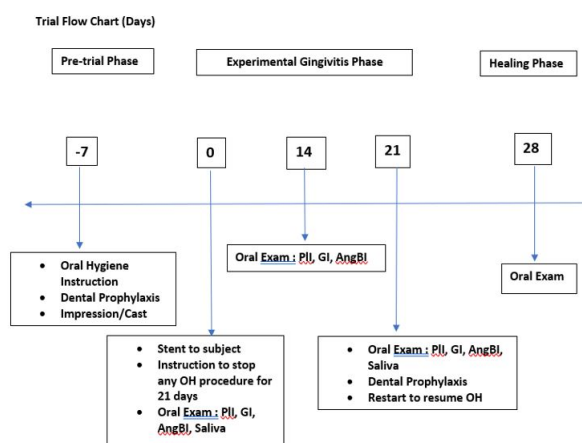 Trial Flow Chart (Days)
Pre-trial Phase
Experimental Gingivitis Phase
Healing Phase
-7
0
14
21
28
• Oral Hygiene
Instruction
• Dental Prophylaxis
• Impression/Cast
Oral Exam : PlI, GI, AngBI
Oral Exam
• Stent to subject
• Instruction to stop
any OH procedure for
21 days
• Oral Exam : PlI, GI,
AngBI, Saliva
• Oral Exam : PlI, GI, AngBI,
Saliva
• Dental Prophylaxis
• Restart to resume OH